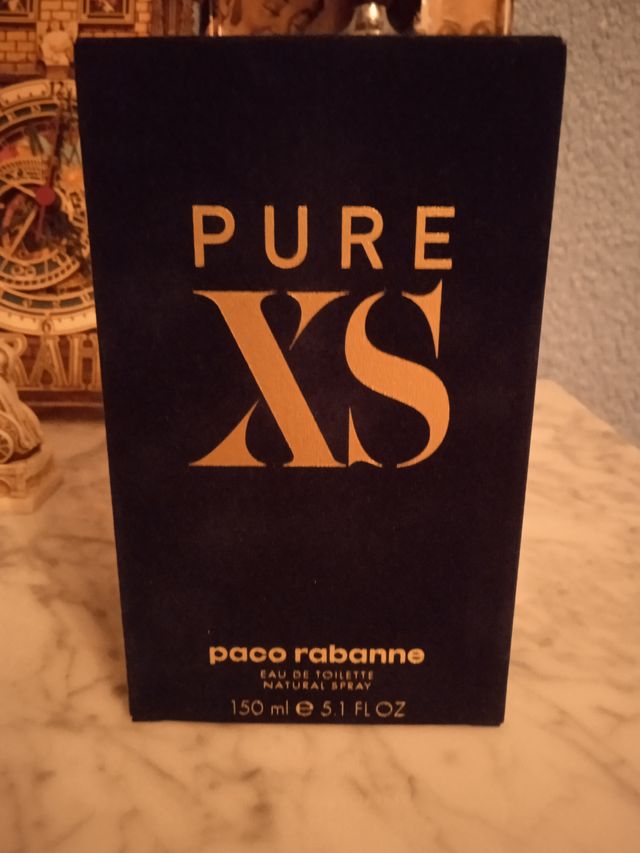 PURE
XS
paco rabanne
EAU DE TOILETTE
NATURAL SPRAY
150 ml e 5.1 FL OZ